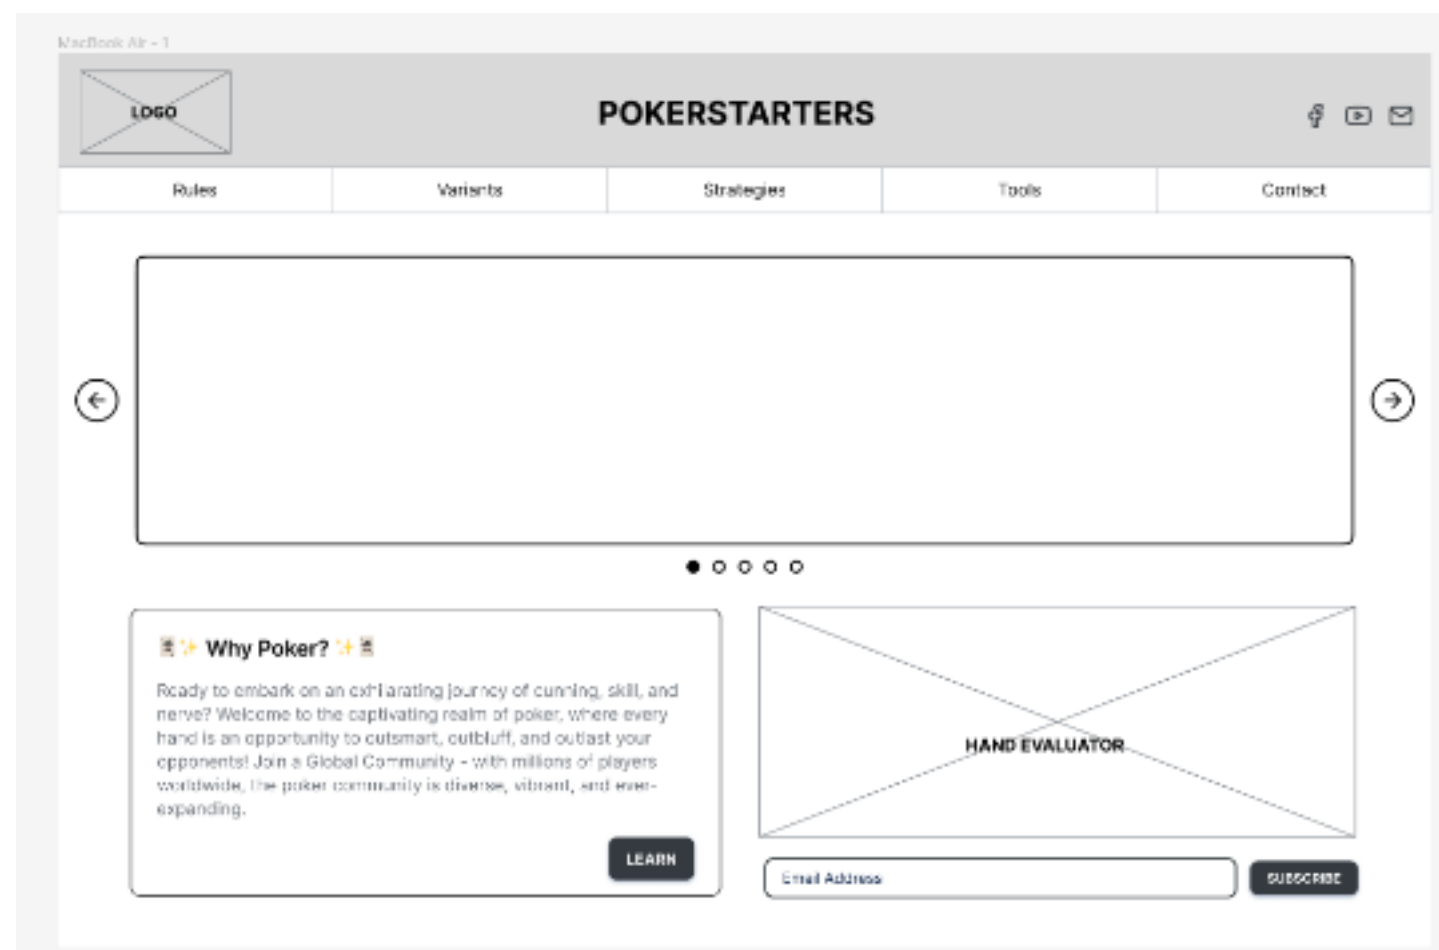 MacBook Air - 1
LOGO
POKERSTARTERS
Rules
Variants
Strategies
Tools
Contact
Why Poker?
Ready to embark on an exhilarating journey of cunning, skill, and
nerve? Welcome to the captivating realm of poker, where every
hand is an opportunity to outsmart, outbluff, and outlast your
opponents! Join a Global Community - with millions of players
worldwide, the poker community is diverse, vibrant, and ever-
expanding.
LEARN
HAND EVALUATOR
Email Address
SUBSCRIBE